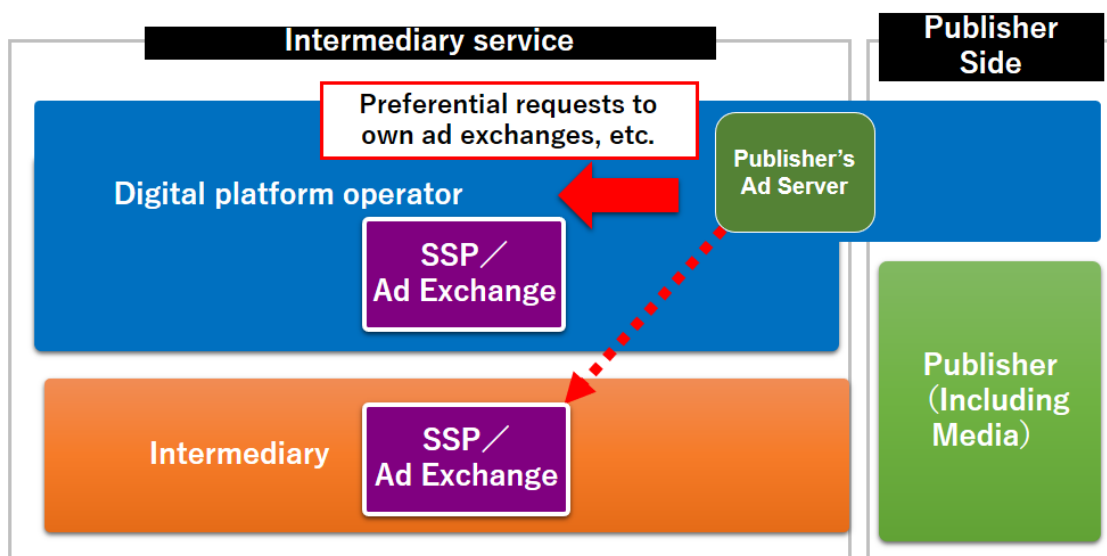 Intermediary service
Publisher
Side
Preferential requests to
own ad exchanges, etc.
Publisher's
Ad Server
Digital platform operator
SSP／
Ad Exchange
Publisher
（Including
Media）
Intermediary
SSP／
Ad Exchange